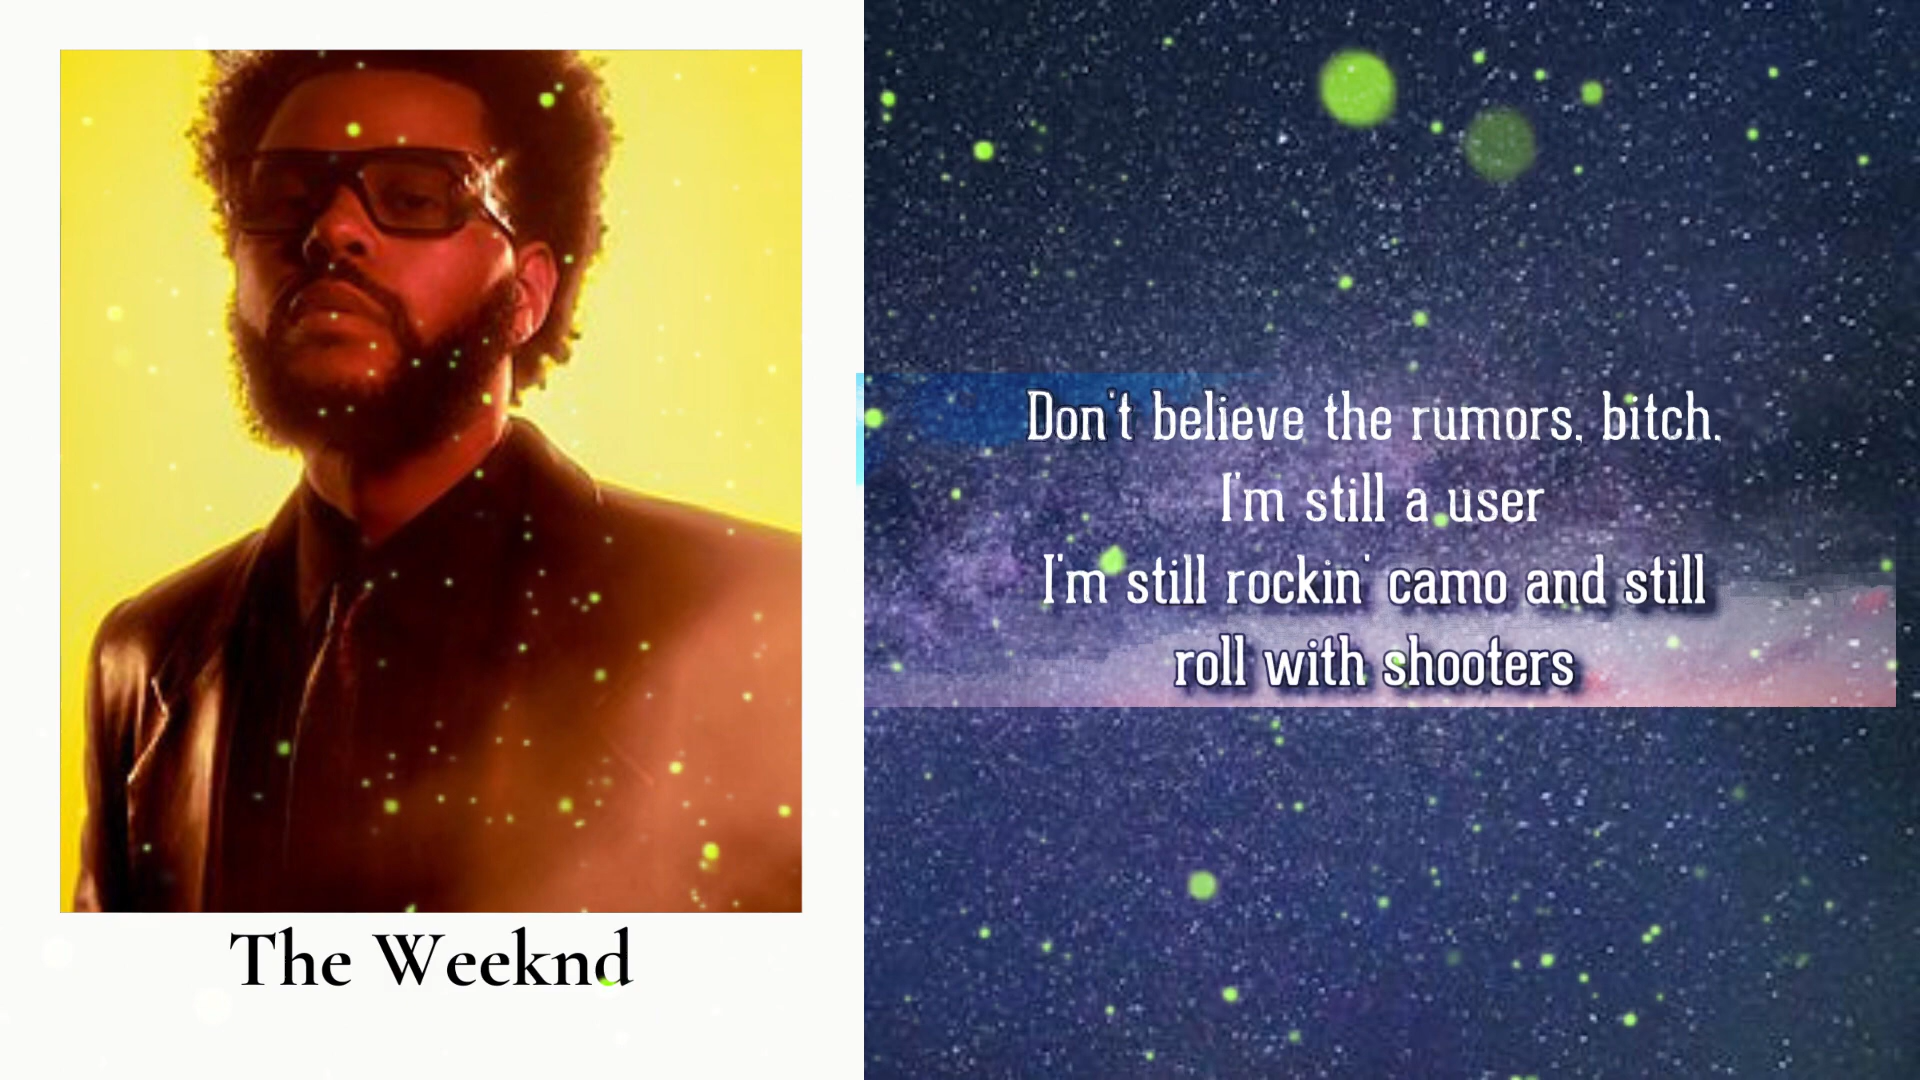 The Weeknd
Don't believe the rumors, bitch,
I'm still a user
I'm still rockin' camo and still
roll with shooters